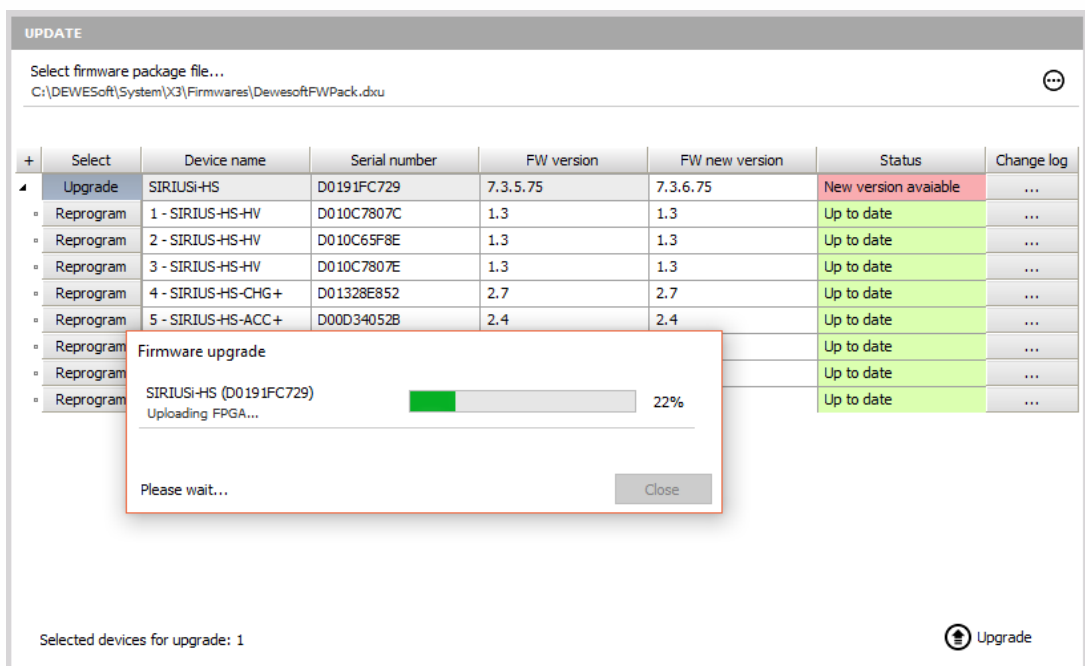 UPDATE
Select firmware package file...
C:\DEWESoft\System\X3\Firmwares\DewesoftFWPack.dxu
+ Select Device name Serial number FW version FW new version Status Change log
Upgrade SIRIUSi-HS D0191FC729 7.3.5.75 7.3.6.75 New version avaiable ...
Reprogram 1 - SIRIUS-HS-HV D010C7807C 1.3 1.3 Up to date ...
Reprogram 2 - SIRIUS-HS-HV D010C65F8E 1.3 1.3 Up to date ...
Reprogram 3 - SIRIUS-HS-HV D010C7807E 1.3 1.3 Up to date ...
Reprogram 4 - SIRIUS-HS-CHG+ D01328E852 2.7 2.7 Up to date ...
Reprogram 5 - SIRIUS-HS-ACC+ D00D34052B 2.4 2.4 Up to date ...
Reprogram Up to date ...
Reprogram Up to date ...
Reprogram Up to date ...
Firmware upgrade
SIRIUSi-HS (D0191FC729) 22%
Uploading FPGA...
Please wait... Close
Selected devices for upgrade: 1 Upgrade